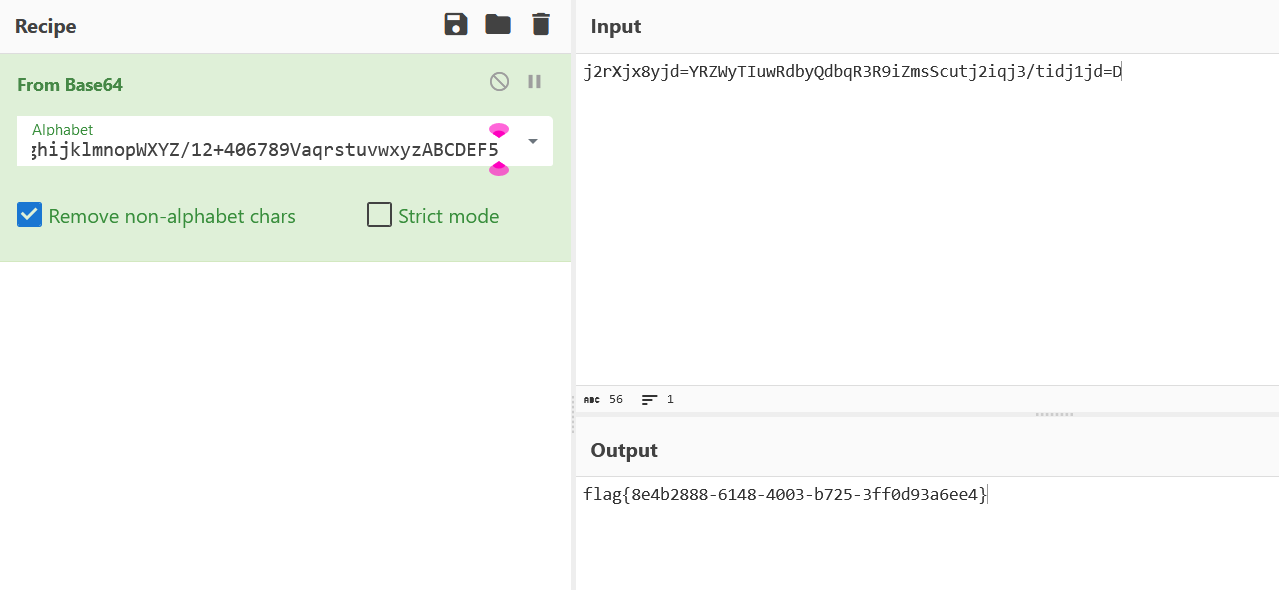 Recipe
From Base64
Alphabet
ghijklmnopWXYZ/12+406789VaqrstuvwxyzABCDEF5
Remove non-alphabet chars
Strict mode
Input
j2rXjx8yjd=YRZWyTIuwRdbyQdbqR3R9iZmsScutj2iqj3/tidj1jd=D
ABC 56 1
Output
flag{8e4b2888-6148-4003-b725-3ff0d93a6ee4}